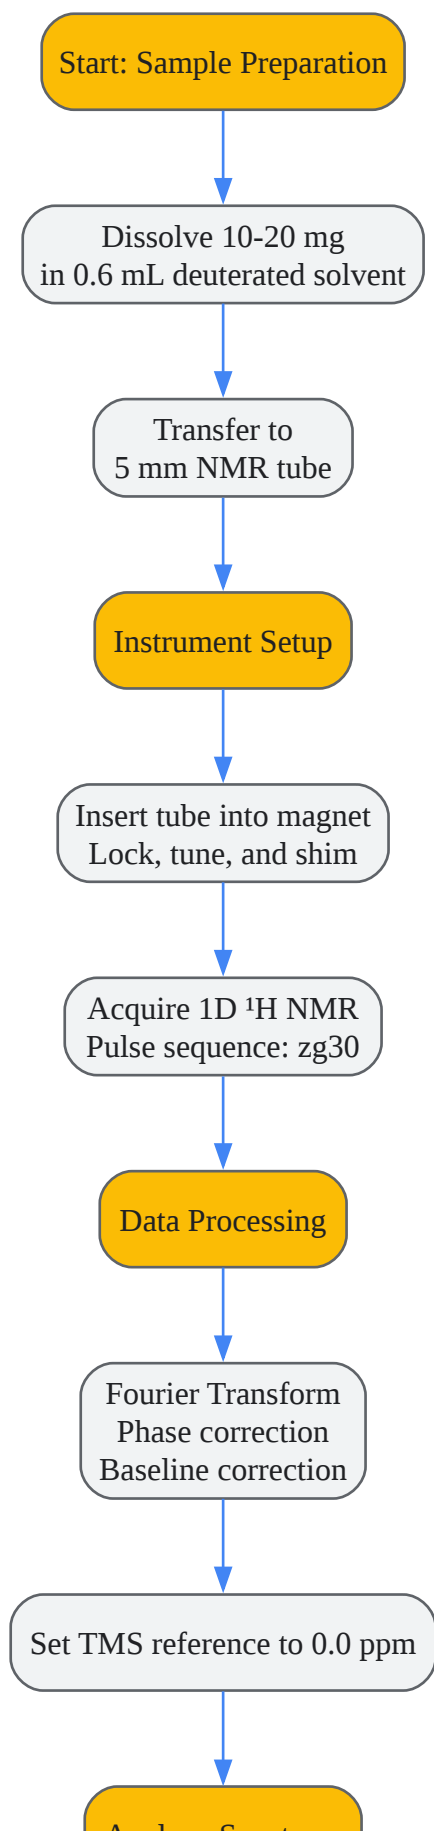 Start: Sample Preparation
Dissolve 10-20 mg
in 0.6 mL deuterated solvent
Transfer to
5 mm NMR tube
Instrument Setup
Insert tube into magnet
Lock, tune, and shim
Acquire 1D ¹H NMR
Pulse sequence: zg30
Data Processing
Fourier Transform
Phase correction
Baseline correction
Set TMS reference to 0.0 ppm